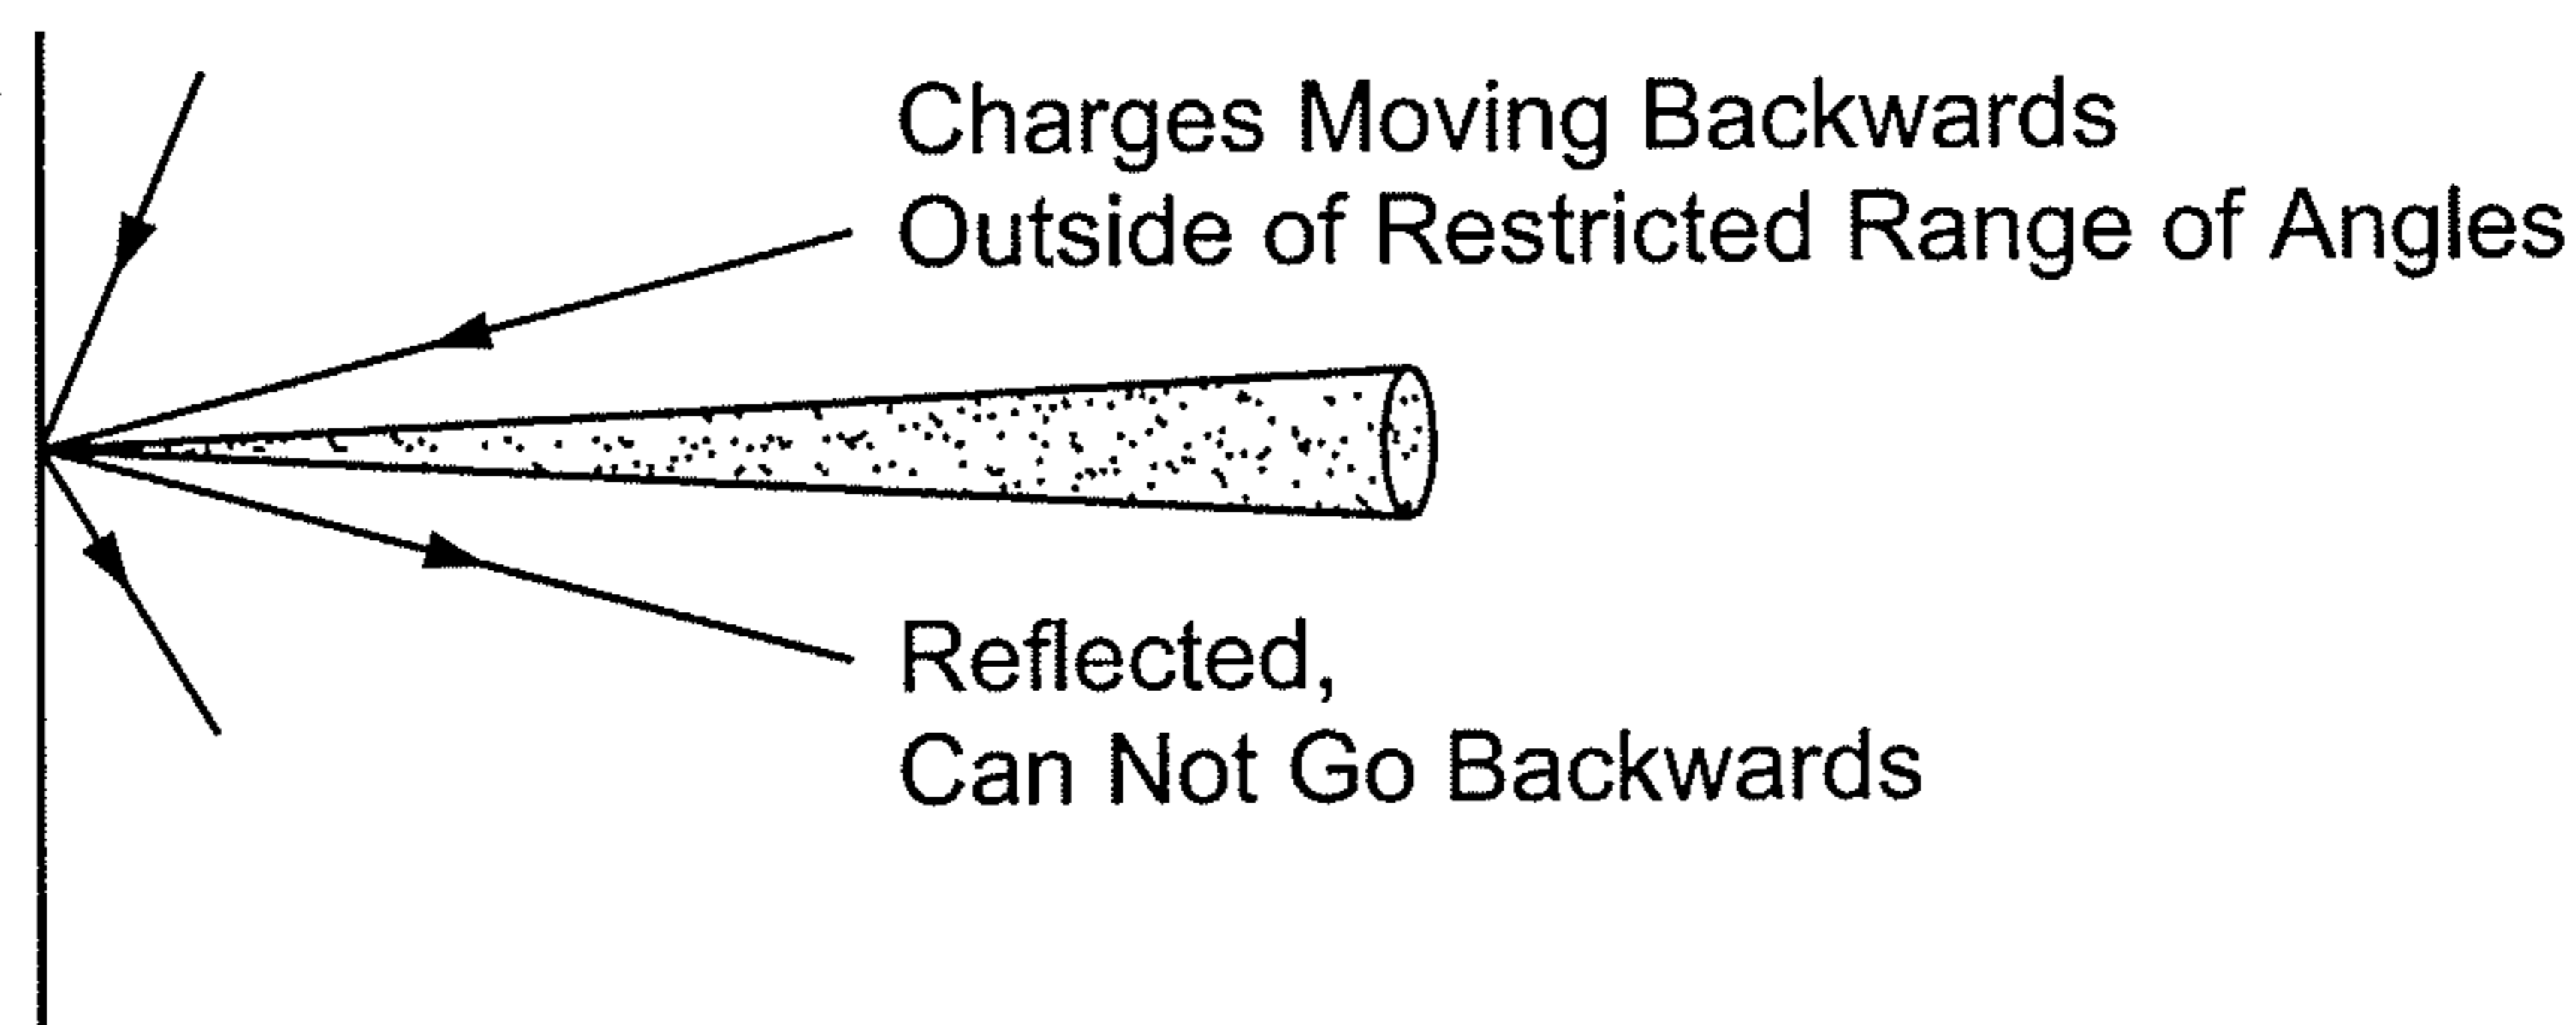 Charges Moving Backwards
Outside of Restricted Range of Angles
Reflected,
Can Not Go Backwards